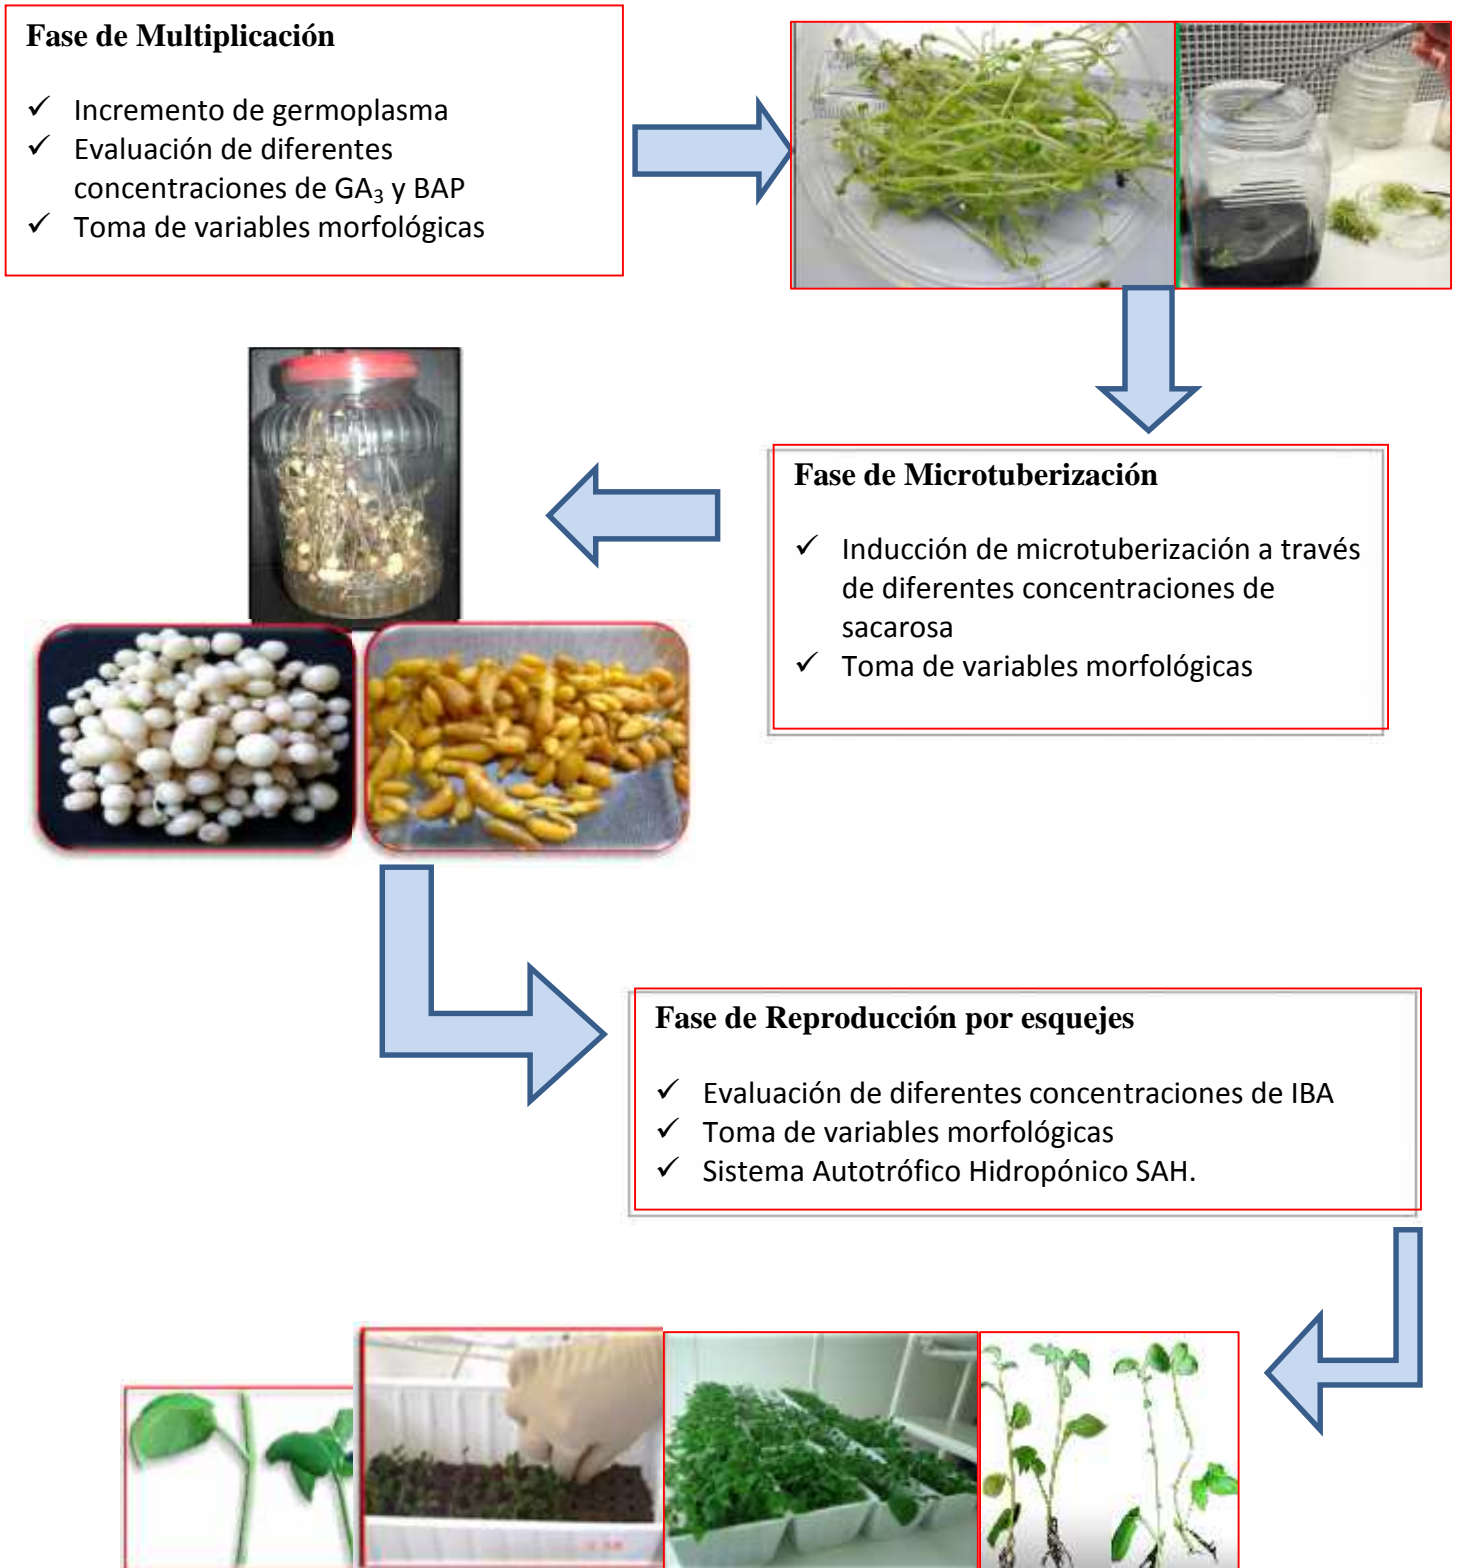 Fase de Multiplicación
✓ Incremento de germoplasma
✓ Evaluación de diferentes
concentraciones de GA₃ y BAP
✓ Toma de variables morfológicas
Fase de Microtuberización
✓ Inducción de microtuberización a través
de diferentes concentraciones de
sacarosa
✓ Toma de variables morfológicas
Fase de Reproducción por esquejes
✓ Evaluación de diferentes concentraciones de IBA
✓ Toma de variables morfológicas
✓ Sistema Autotrófico Hidropónico SAH.